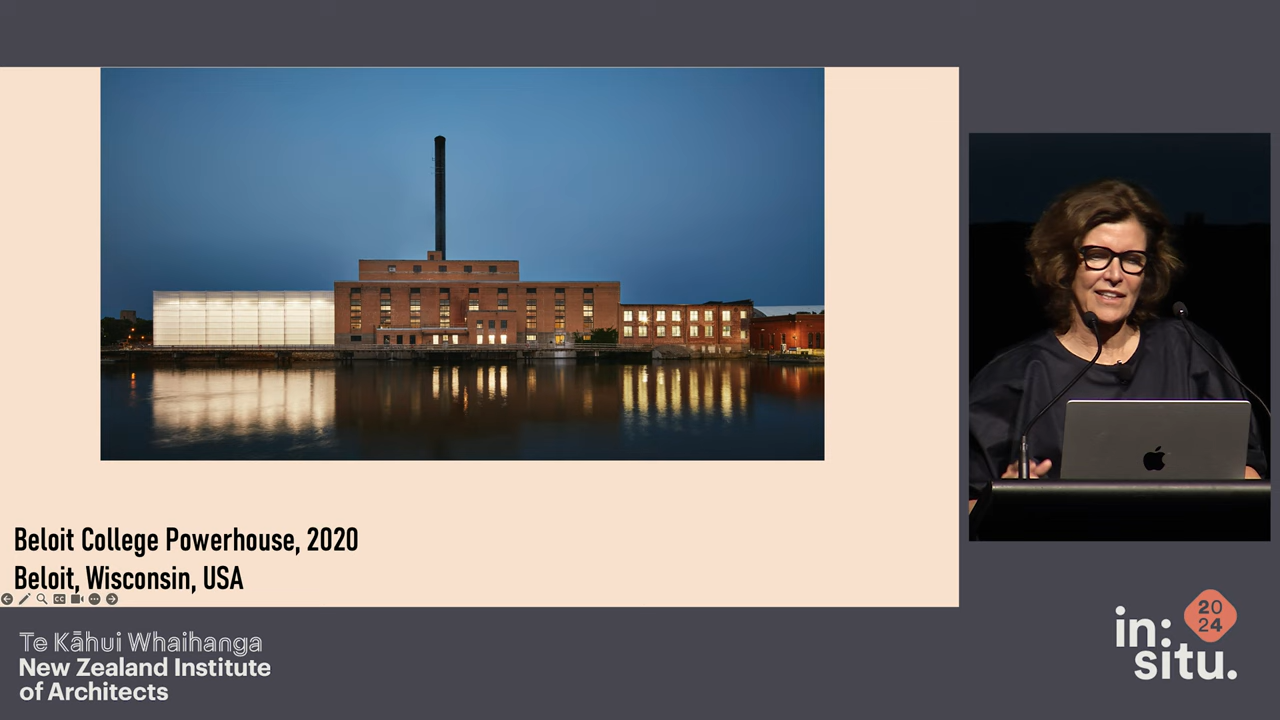 Beloit College Powerhouse, 2020
Beloit, Wisconsin, USA
CC
Te Kāhui Whaihanga
New Zealand Institute
of Architects
in:
situ.
20
24